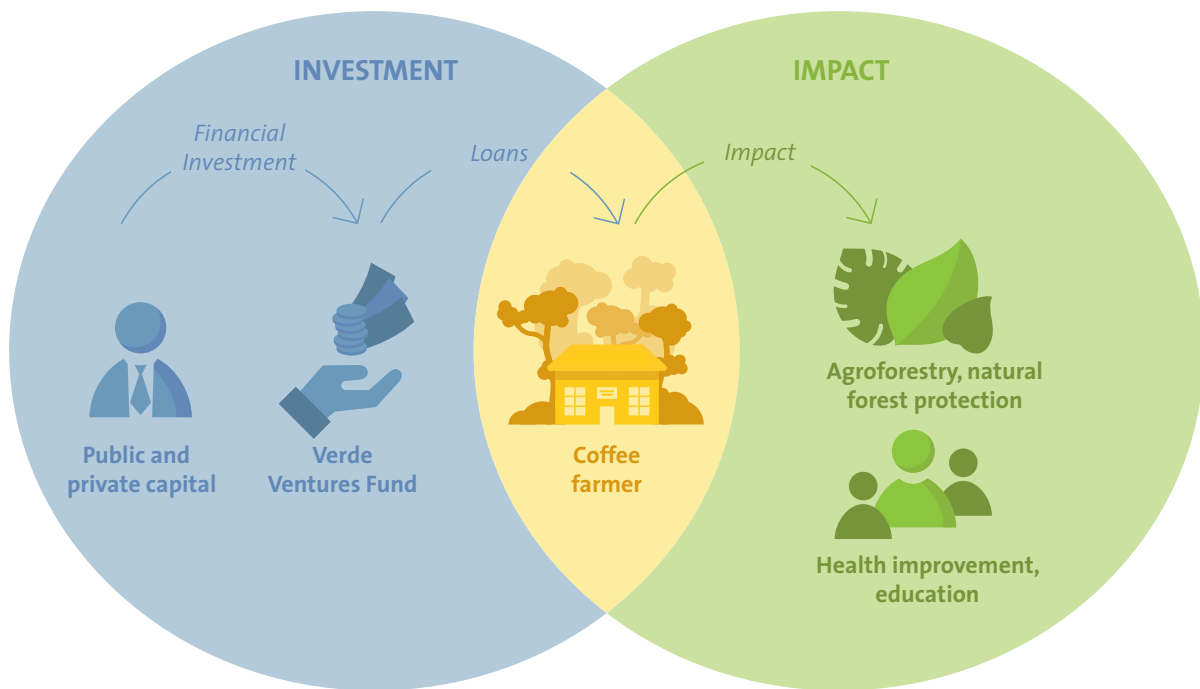 INVESTMENT
IMPACT
Financial
Investment
Loans
Impact
Public and
private capital
Verde
Ventures Fund
Coffee
farmer
Agroforestry, natural
forest protection
Health improvement,
education